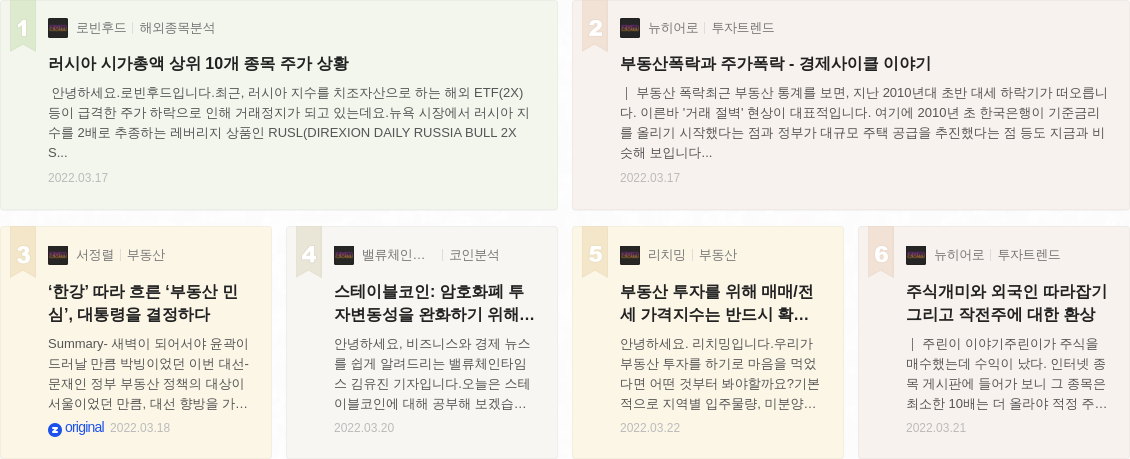 1
로빈후드 | 해외종목분석
러시아 시가총액 상위 10개 종목 주가 상황
안녕하세요.로빈후드입니다.최근, 러시아 지수를 치조자산으로 하는 해외 ETF(2X)
등이 급격한 주가 하락으로 인해 거래정지가 되고 있는데요.뉴욕 시장에서 러시아 지
수를 2배로 추종하는 레버리지 상품인 RUSL(DIREXION DAILY RUSSIA BULL 2X
S...
2022.03.17
2
뉴히어로 | 투자트렌드
부동산폭락과 주가폭락 - 경제사이클 이야기
| 부동산 폭락최근 부동산 통계를 보면, 지난 2010년대 초반 대세 하락기가 떠오릅니
다. 이른바 '거래 절벽' 현상이 대표적입니다. 여기에 2010년 초 한국은행이 기준금리
를 올리기 시작했다는 점과 정부가 대규모 주택 공급을 추진했다는 점 등도 지금과 비
슷해 보입니다...
2022.03.17
3
서정렬 | 부동산
‘한강’ 따라 흐른 ‘부동산 민
심’, 대통령을 결정하다
Summary- 새벽이 되어서야 윤곽이
드러날 만큼 박빙이었던 이번 대선-
문재인 정부 부동산 정책의 대상이
서울이었던 만큼, 대선 향방을 가...
original 2022.03.18
4
밸류체인... | 코인분석
스테이블코인: 암호화폐 투
자변동성을 완화하기 위해...
안녕하세요, 비즈니스와 경제 뉴스
를 쉽게 알려드리는 밸류체인타임
스 김유진 기자입니다.오늘은 스테
이블코인에 대해 공부해 보겠습...
2022.03.20
5
리치밍 | 부동산
부동산 투자를 위해 매매/전
세 가격지수는 반드시 확...
안녕하세요. 리치밍입니다.우리가
부동산 투자를 하기로 마음을 먹었
다면 어떤 것부터 봐야할까요?기본
적으로 지역별 입주물량, 미분양...
2022.03.22
6
뉴히어로 | 투자트렌드
주식개미와 외국인 따라잡기
그리고 작전주에 대한 환상
| 주린이 이야기주린이가 주식을
매수했는데 수익이 났다. 인터넷 종
목 게시판에 들어가 보니 그 종목은
최소한 10배는 더 올라야 적정 주...
2022.03.21